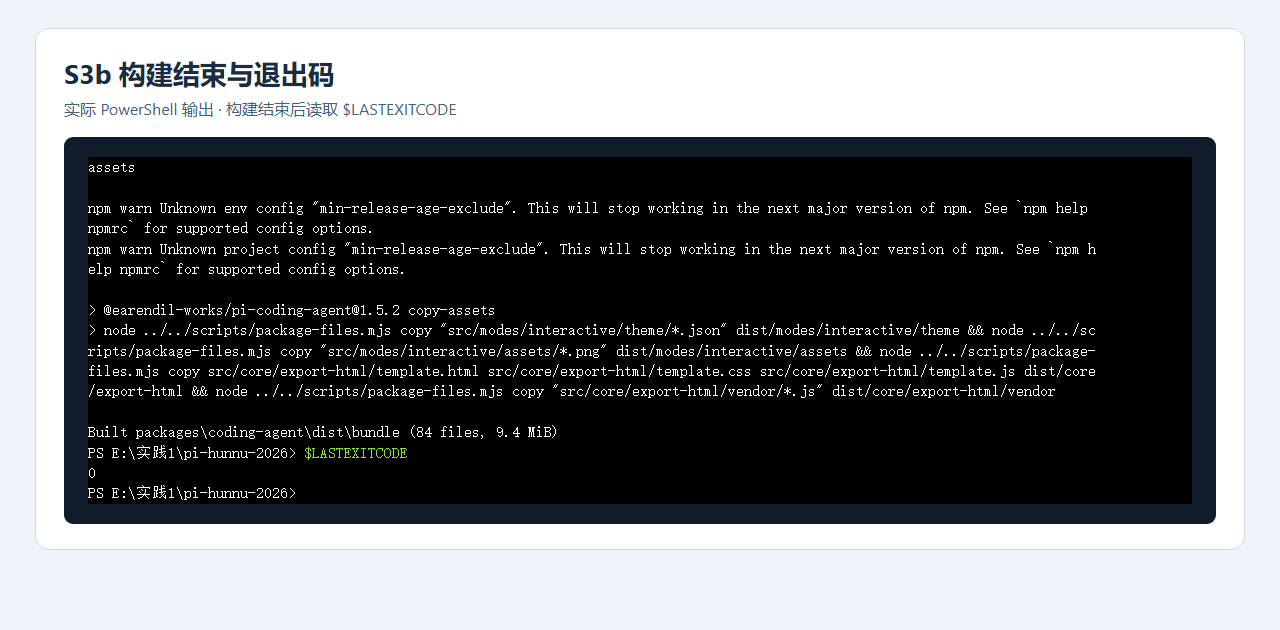 S3b 构建结束与退出码
实际 PowerShell 输出 · 构建结束后读取 $LASTEXITCODE
assets
npm warn Unknown env config "min-release-age-exclude". This will stop working in the next major version of npm. See `npm help
npmrc` for supported config options.
npm warn Unknown project config "min-release-age-exclude". This will stop working in the next major version of npm. See `npm h
elp npmrc` for supported config options.
> @earendil-works/pi-coding-agent@1.5.2 copy-assets
> node ../../scripts/package-files.mjs copy "src/modes/interactive/theme/*.json" dist/modes/interactive/theme && node ../../sc
ripts/package-files.mjs copy "src/modes/interactive/assets/*.png" dist/modes/interactive/assets && node ../../scripts/package-
files.mjs copy src/core/export-html/template.html src/core/export-html/template.css src/core/export-html/template.js dist/core
/export-html && node ../../scripts/package-files.mjs copy "src/core/export-html/vendor/*.js" dist/core/export-html/vendor
Built packages\coding-agent\dist\bundle (84 files, 9.4 MiB)
PS E:\实践1\pi-hunnu-2026> $LASTEXITCODE
0
PS E:\实践1\pi-hunnu-2026>